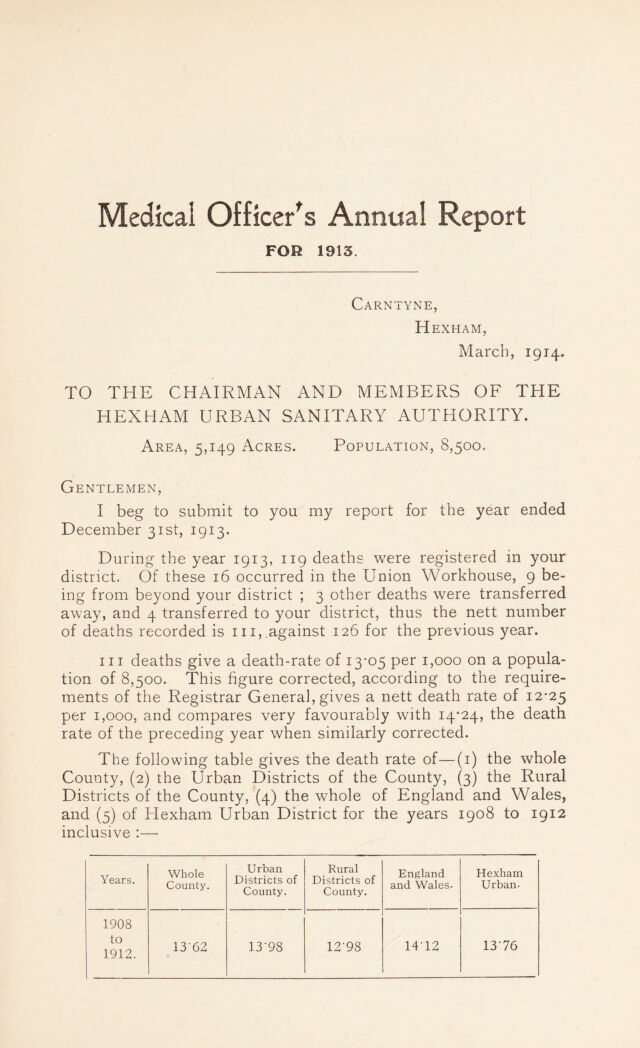 Medical Officer's Annual Report
FOR 1913.
CARNTYNE,
HEXHAM,
March, 1914.
TO THE CHAIRMAN AND MEMBERS OF THE
HEXHAM URBAN SANITARY AUTHORITY.
AREA, 5,149 ACRES. POPULATION, 8,500.
GENTLEMEN,
I beg to submit to you my report for the year ended
December 31st, 1913.
During the year 1913, 119 deaths were registered in your
district. Of these 16 occurred in the Union Workhouse, 9 be-
ing from beyond your district ; 3 other deaths were transferred
away, and 4 transferred to your district, thus the nett number
of deaths recorded is 111, against 126 for the previous year.
111 deaths give a death-rate of 13·05 per 1,000 on a popula-
tion of 8,500. This figure corrected, according to the require-
ments of the Registrar General, gives a nett death rate of 12·25
per 1,000, and compares very favourably with 14·24, the death
rate of the preceding year when similarly corrected.
The following table gives the death rate of—(1) the whole
County, (2) the Urban Districts of the County, (3) the Rural
Districts of the County, (4) the whole of England and Wales,
and (5) of Hexham Urban District for the years 1908 to 1912
inclusive :—
Years. Whole County. Urban Districts of County. Rural Districts of County. England and Wales. Hexham Urban.
1908 to 1912. 13·62 13·98 12·98 14·12 13·76